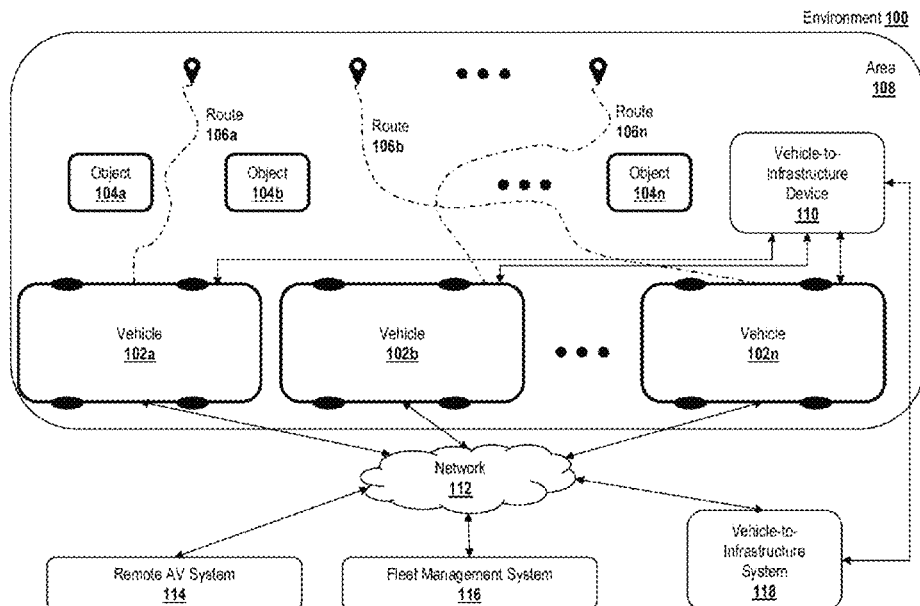 Environment 100
Area
108
Route
106a
Route
106b
Route
106n
Object
104a
Object
104b
Object
104n
Vehicle-to-
Infrastructure
Device
110
Vehicle
102a
Vehicle
102b
Vehicle
102n
Network
112
Remote AV System
114
Fleet Management System
116
Vehicle-to-
Infrastructure
System
118